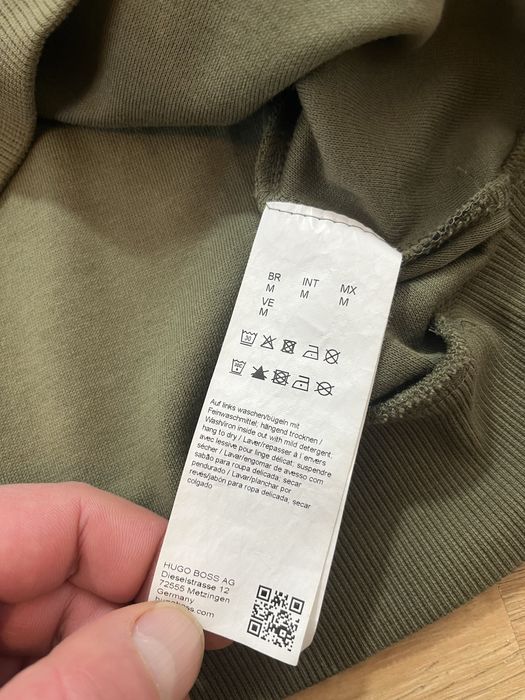 BR INT MX
M M M
VE
M
30
Auf links waschen/bügeln mit
Feinwaschmittel; hängend trocknen /
Wash/iron inside out with mild detergent,
hang to dry / Laver/repasser à l`envers
avec lessive pour linge délicat, suspendre
sécher / Lavar/engomar de avesso com
sabão para roupa delicada; secar
pendurado / Lavar/planchar por
revés/jabón para ropa delicada, secar
colgado
HUGO BOSS AG
Dieselstrasse 12
72555 Metzingen
Germany
hugoboss.com